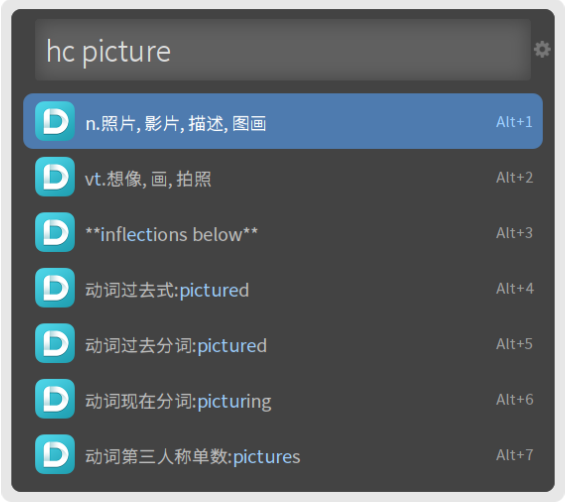 hc picture
n.照片, 影片, 描述, 图画
Alt+1
vt.想像, 画, 拍照
Alt+2
**inflections below**
Alt+3
动词过去式:pictured
Alt+4
动词过去分词:pictured
Alt+5
动词现在分词:picturing
Alt+6
动词第三人称单数:pictures
Alt+7